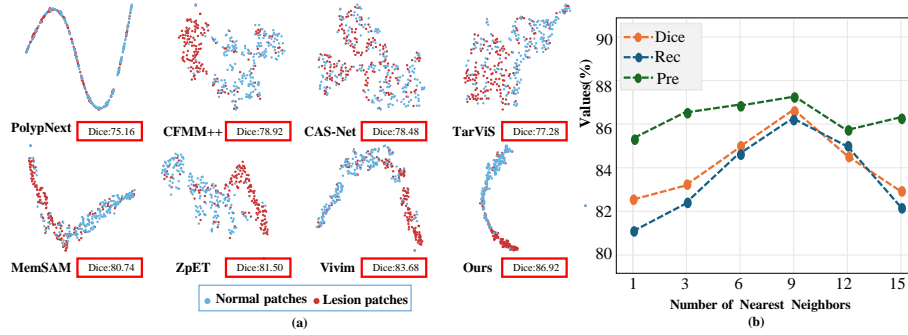 PolypNext Dice:75.16
CFMM++ Dice:78.92
CAS-Net Dice:78.48
TarViS Dice:77.28
MemSAM Dice:80.74
ZpET Dice:81.50
Vivim Dice:83.68
Ours Dice:86.92
Normal patches Lesion patches
(a)
Values(%)
90
88
86
84
82
80
Dice
Rec
Pre
1 3 6 9 12 15
Number of Nearest Neighbors
(b)